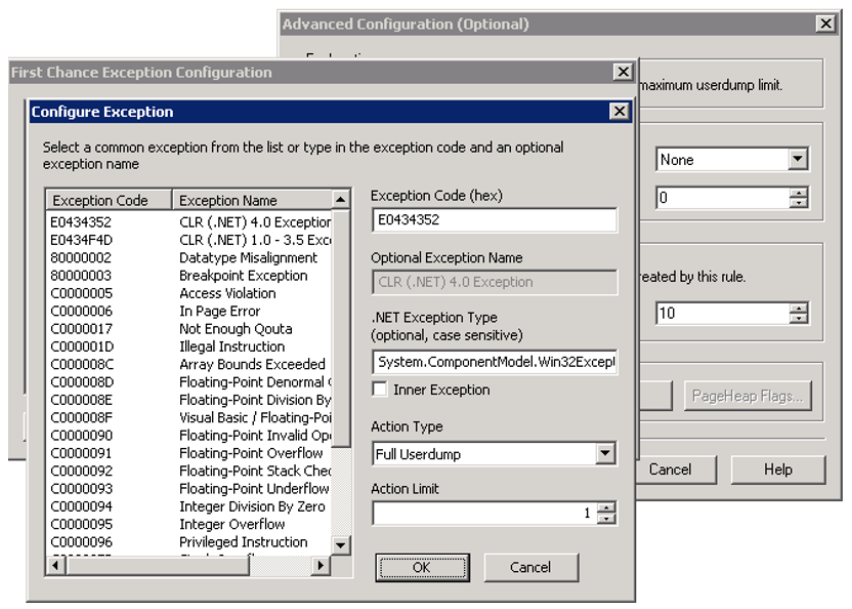 Advanced Configuration (Optional)
maximum userdump limit.
None
0
reated by this rule.
10
PageHeap Flags...
Cancel
Help
First Chance Exception Configuration
Configure Exception
Select a common exception from the list or type in the exception code and an optional
exception name
Exception Code Exception Name
E0434352 CLR (.NET) 4.0 Exception
E0434F4D CLR (.NET) 1.0 - 3.5 Exc
80000002 Datatype Misalignment
80000003 Breakpoint Exception
C0000005 Access Violation
C0000006 In Page Error
C0000017 Not Enough Qouta
C000001D Illegal Instruction
C000008C Array Bounds Exceeded
C000008D Floating-Point Denormal
C000008E Floating-Point Division By
C000008F Visual Basic / Floating-Poi
C0000090 Floating-Point Invalid Ope
C0000091 Floating-Point Overflow
C0000092 Floating-Point Stack Chec
C0000093 Floating-Point Underflow
C0000094 Integer Division By Zero
C0000095 Integer Overflow
C0000096 Privileged Instruction
Exception Code (hex)
E0434352
Optional Exception Name
CLR (.NET) 4.0 Exception
.NET Exception Type
(optional, case sensitive)
System.ComponentModel.Win32Except
Inner Exception
Action Type
Full Userdump
Action Limit
1
OK
Cancel